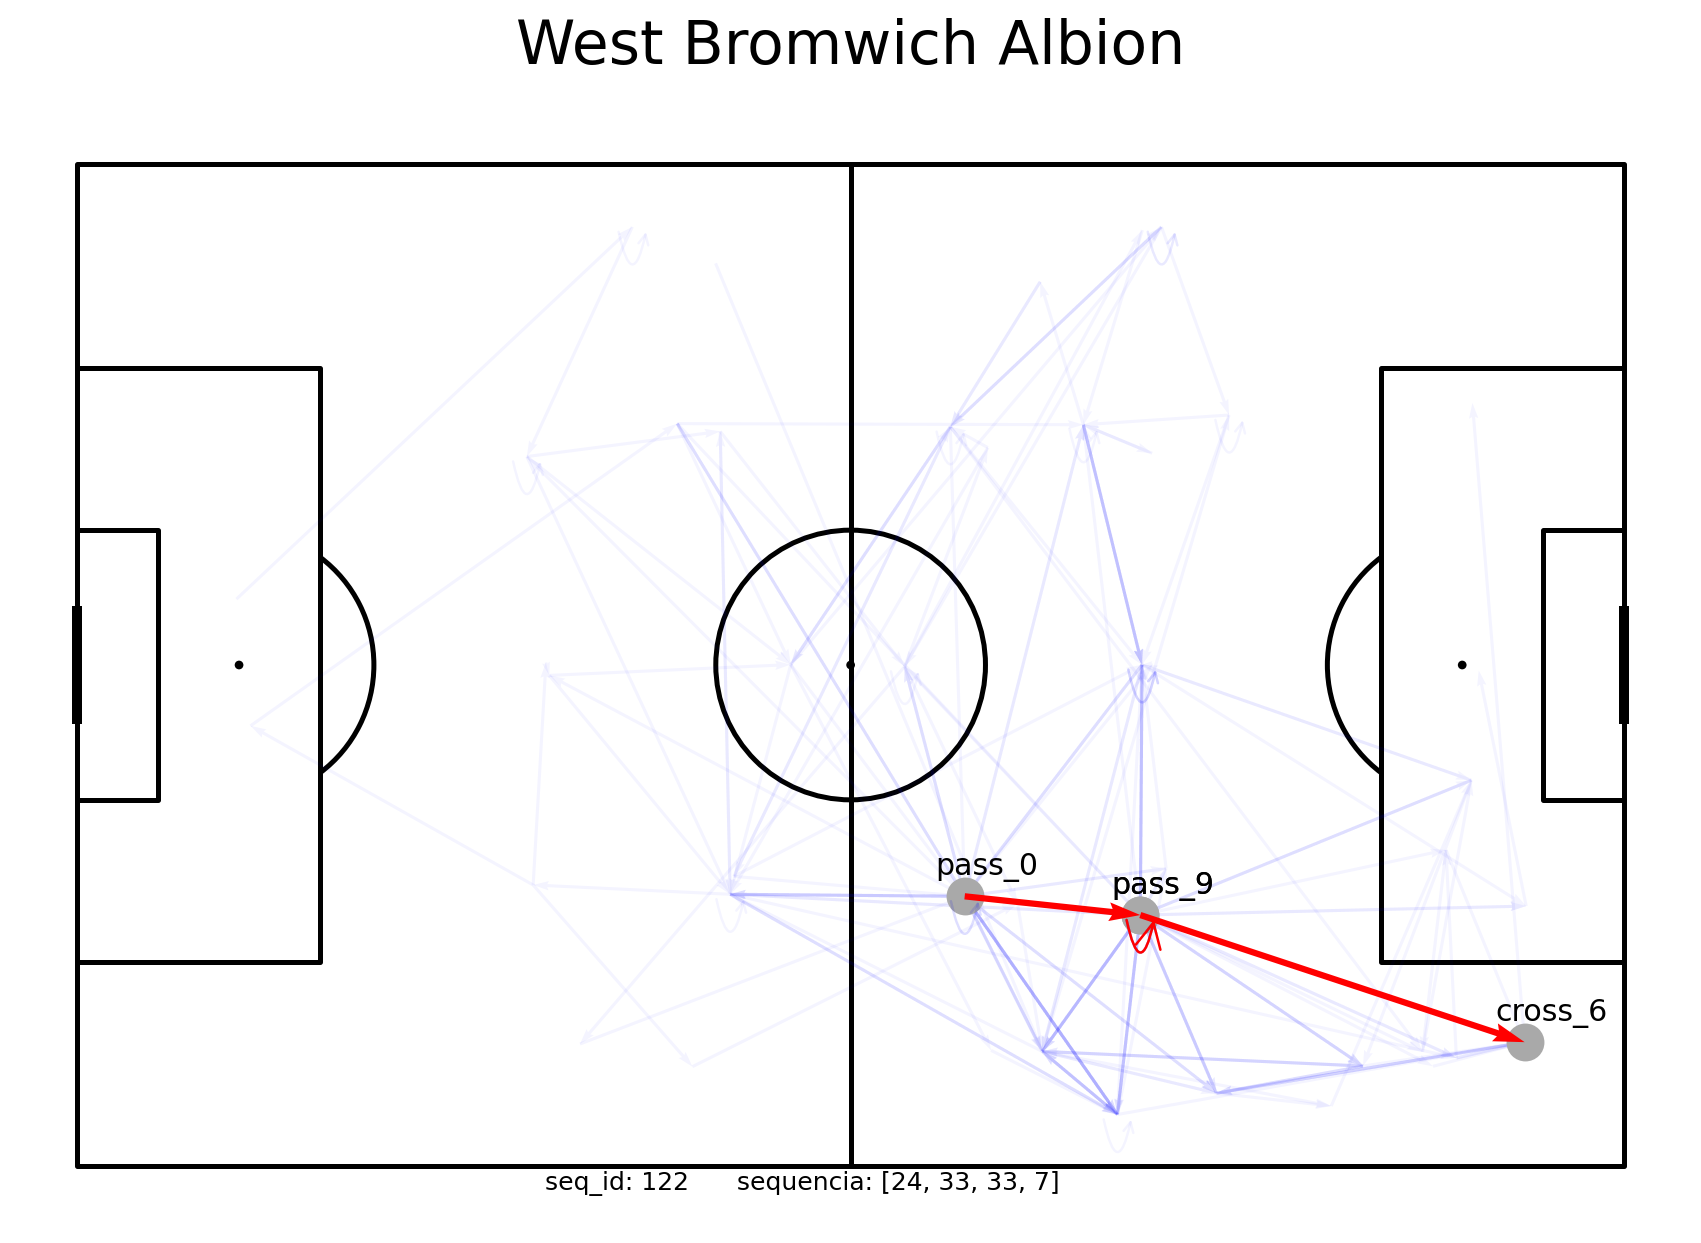 West Bromwich Albion
pass_0
pass_9
cross_6
seq_id: 122 sequencia: [24, 33, 33, 7]